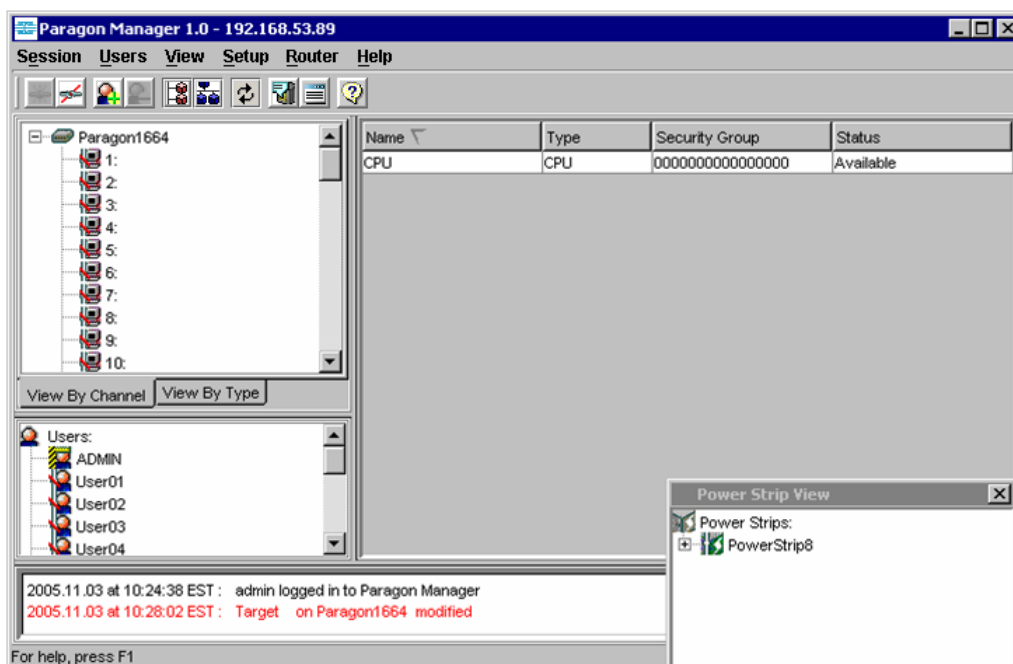 Paragon Manager 1.0 - 192.168.53.89
Session Users View Setup Router Help
Paragon1664
1:
2:
3:
4:
5:
6:
7:
8:
9:
10:
View By Channel View By Type
Name Type Security Group Status
CPU CPU 0000000000000000 Available
Users:
ADMIN
User01
User02
User03
User04
Power Strip View
Power Strips:
PowerStrip8
2005.11.03 at 10:24:38 EST : admin logged in to Paragon Manager
2005.11.03 at 10:28:02 EST : Target on Paragon1664 modified
For help, press F1